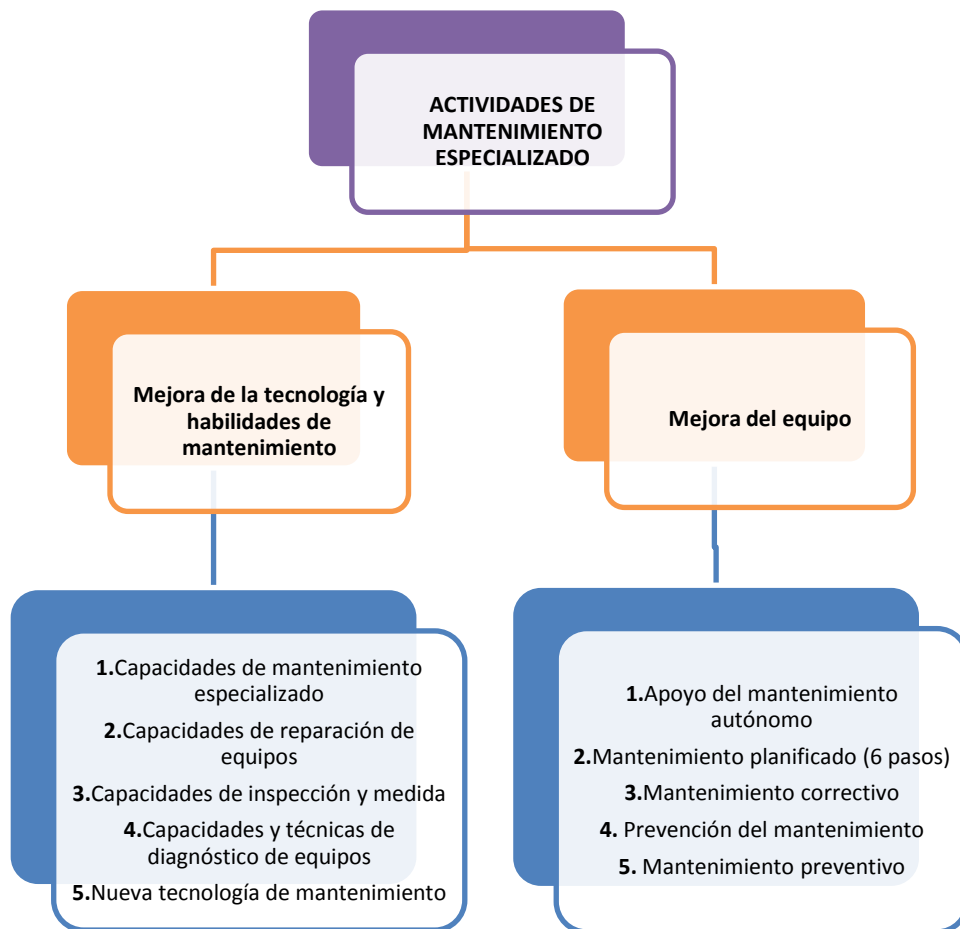 ACTIVIDADES DE
MANTENIMIENTO
ESPECIALIZADO
Mejora de la tecnología y
habilidades de
mantenimiento
Mejora del equipo
1.Capacidades de mantenimiento
especializado
2.Capacidades de reparación de
equipos
3.Capacidades de inspección y medida
4.Capacidades y técnicas de
diagnóstico de equipos
5.Nueva tecnología de mantenimiento
1.Apoyo del mantenimiento
autónomo
2.Mantenimiento planificado (6 pasos)
3.Mantenimiento correctivo
4. Prevención del mantenimiento
5. Mantenimiento preventivo